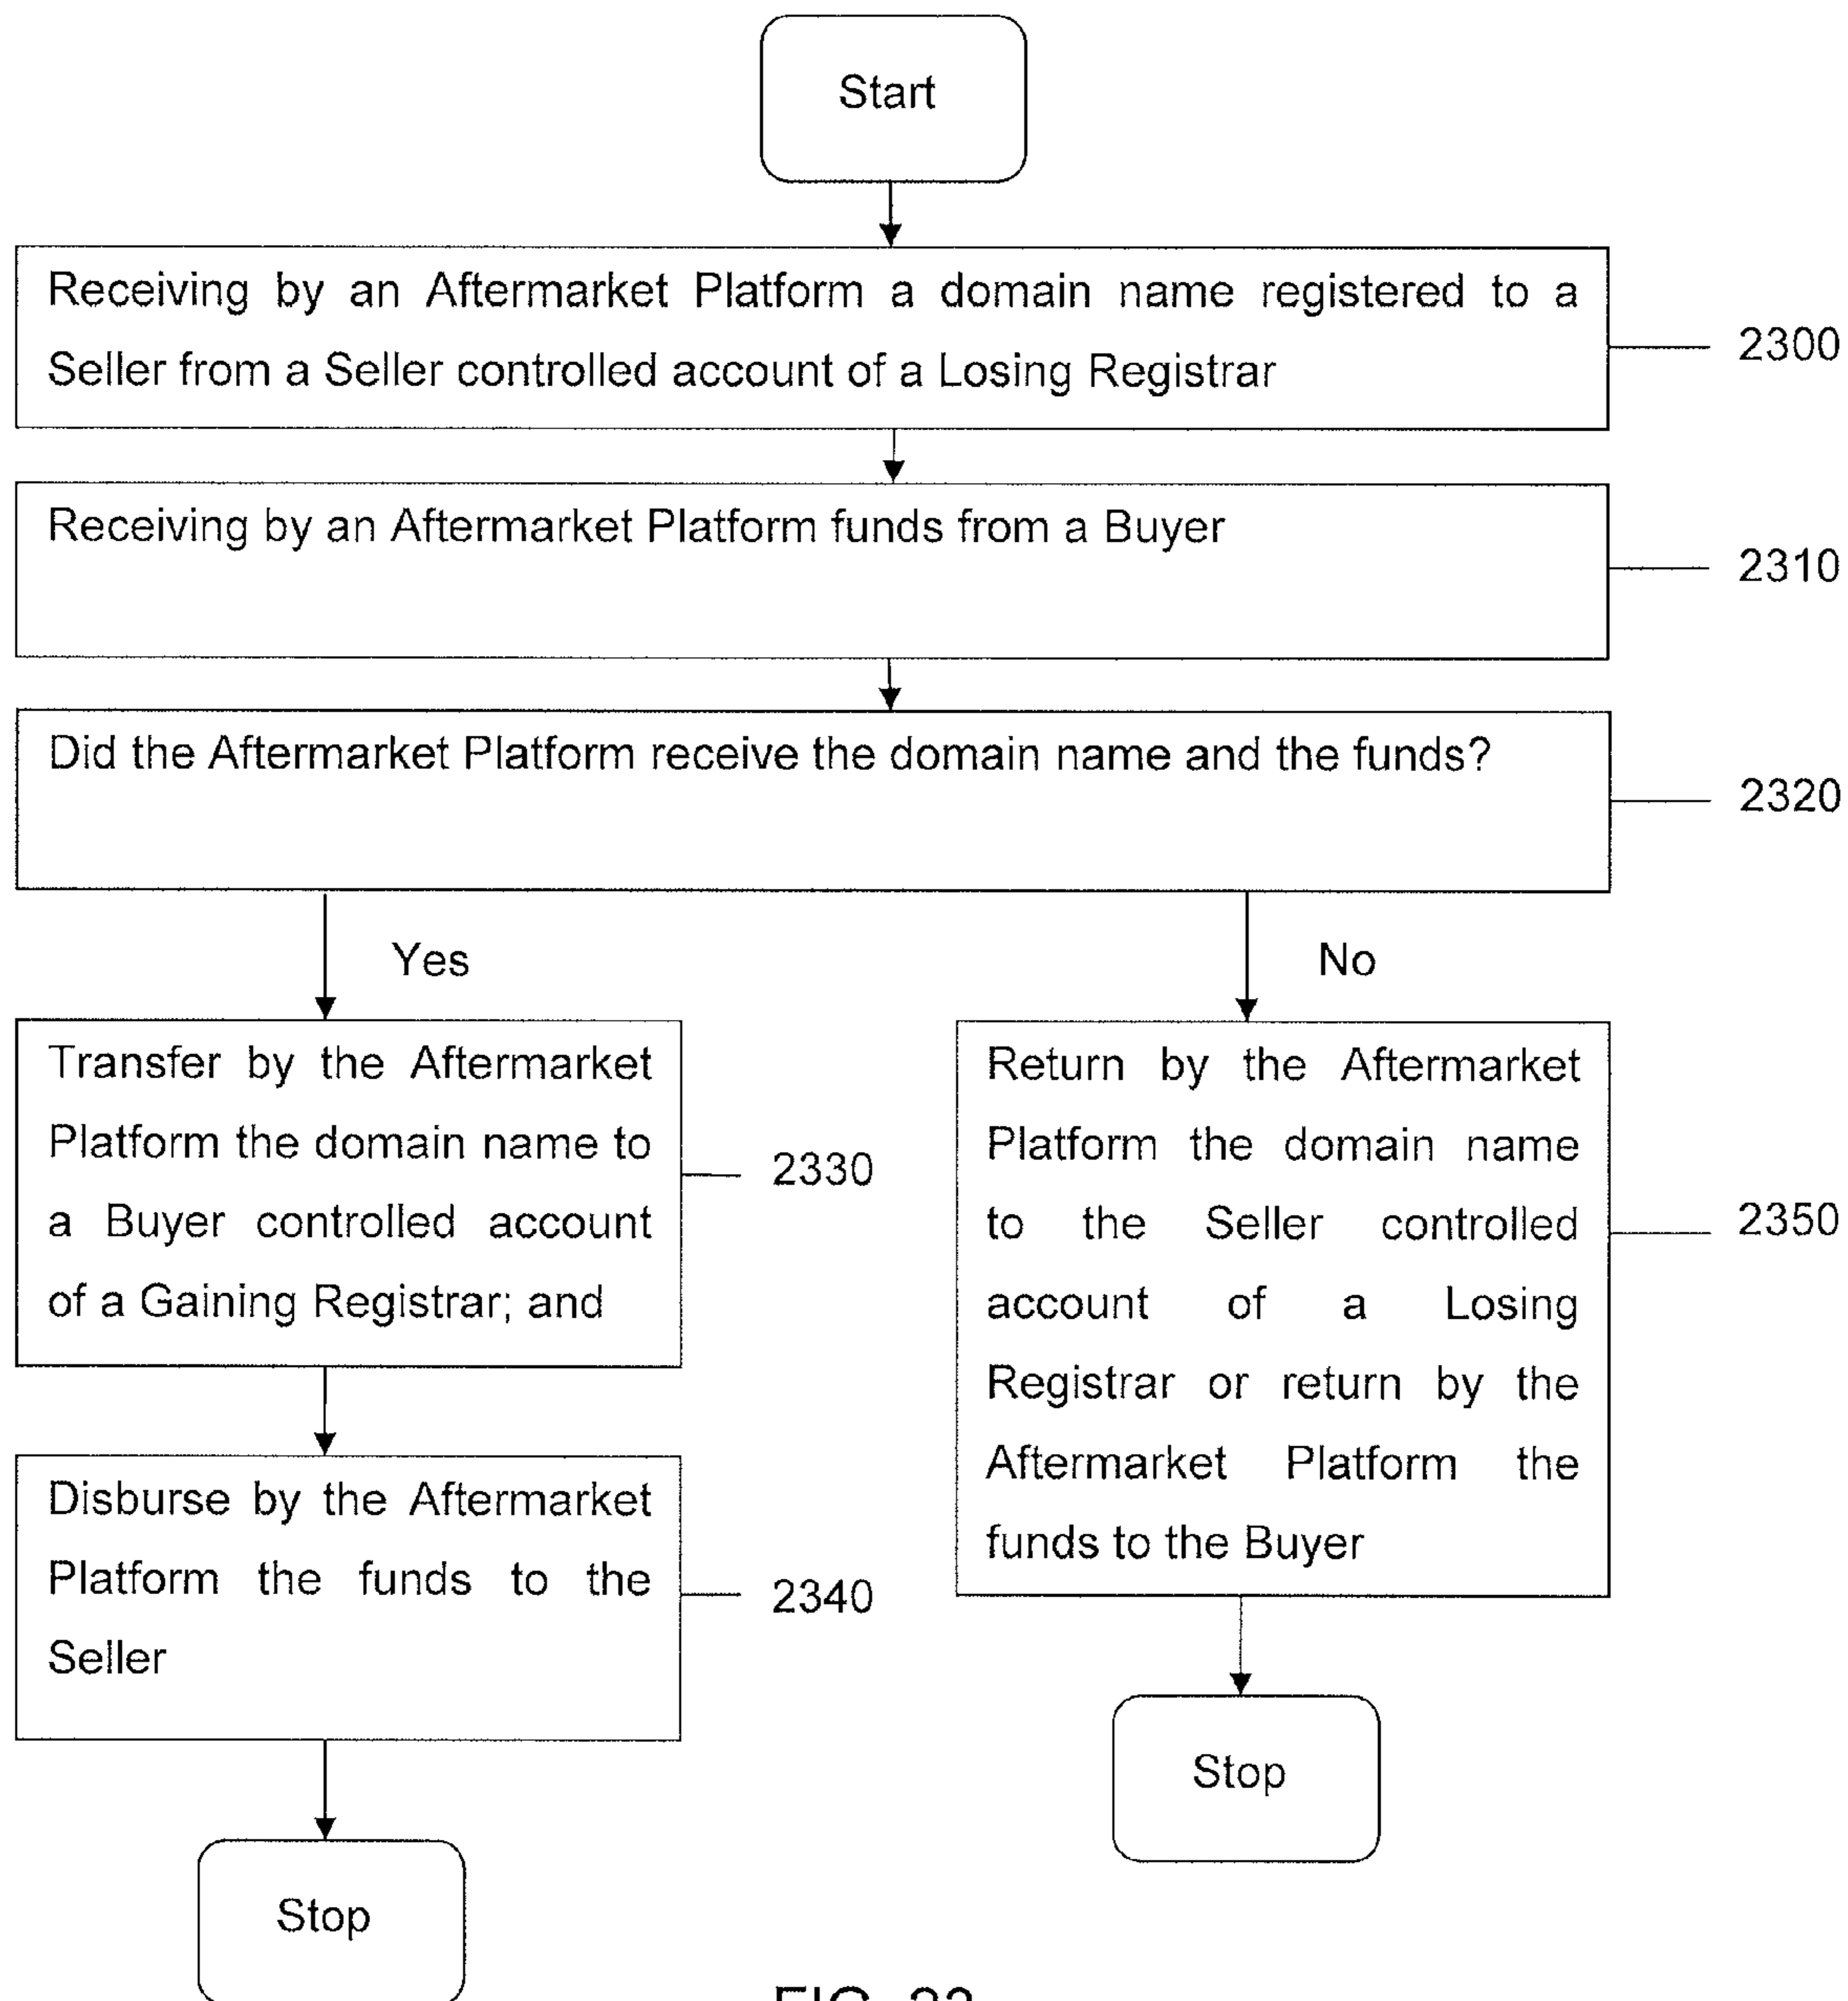 Start
Receiving by an Aftermarket Platform a domain name registered to a
Seller from a Seller controlled account of a Losing Registrar
2300
Receiving by an Aftermarket Platform funds from a Buyer
2310
Did the Aftermarket Platform receive the domain name and the funds?
2320
Yes
No
Transfer by the Aftermarket
Platform the domain name to
a Buyer controlled account
of a Gaining Registrar; and
2330
Return by the Aftermarket
Platform the domain name
to the Seller controlled
account of a Losing
Registrar or return by the
Aftermarket Platform the
funds to the Buyer
2350
Disburse by the Aftermarket
Platform the funds to the
Seller
2340
Stop
Stop
FIG.